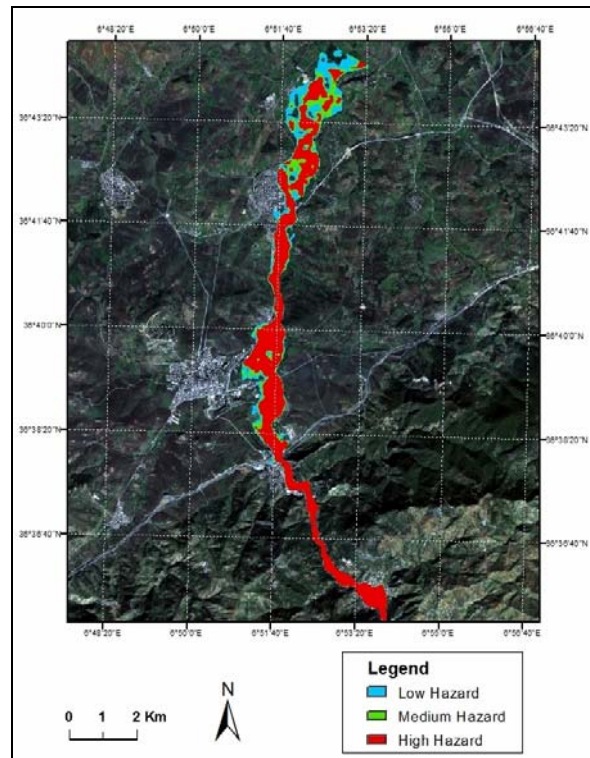 6°48'20"E 6°50'0"E 6°51'40"E 6°53'20"E 6°55'0"E 6°56'40"E
36°43'20"N 36°43'20"N
36°41'40"N 36°41'40"N
36°40'0"N 36°40'0"N
36°38'20"N 36°38'20"N
36°36'40"N 36°36'40"N
6°48'20"E 6°50'0"E 6°51'40"E 6°53'20"E 6°55'0"E 6°56'40"E
N
0 1 2 Km
Legend
Low Hazard
Medium Hazard
High Hazard